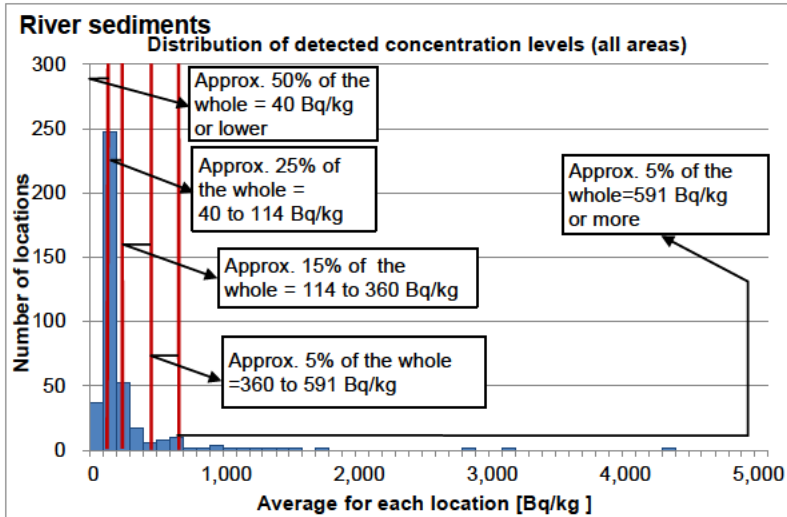 River sediments
Distribution of detected concentration levels (all areas)
300
250
200
150
100
50
0
Number of locations
Approx. 50% of the
whole = 40 Bq/kg
or lower
Approx. 25% of
the whole =
40 to 114 Bq/kg
Approx. 15% of the
whole = 114 to 360 Bq/kg
Approx. 5% of the whole
=360 to 591 Bq/kg
Approx. 5% of the
whole=591 Bq/kg
or more
0 1,000 2,000 3,000 4,000 5,000
Average for each location [Bq/kg ]